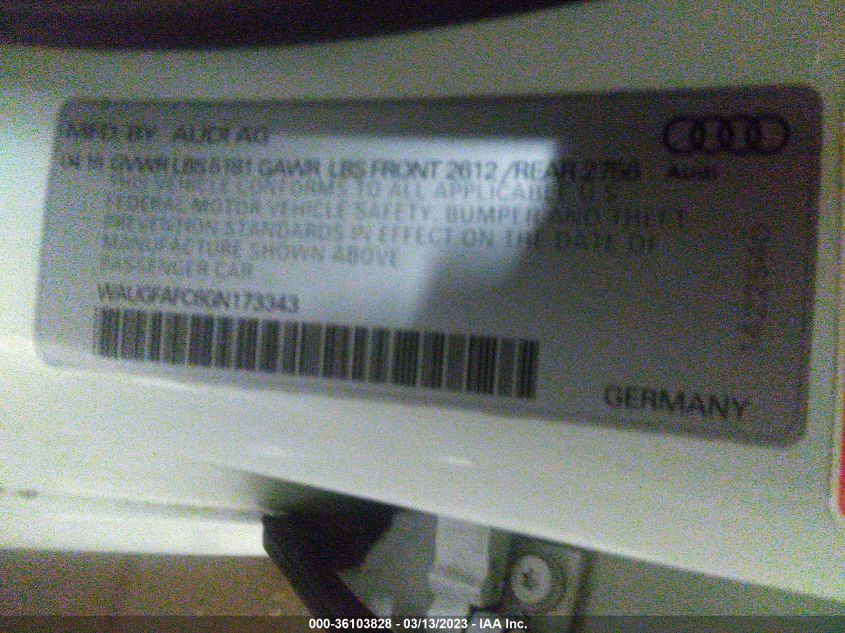 MFD. BY AUDI AG
GVWR LBS 5181 GAWR LBS FRONT 2612 / REAR 2756
Audi
THIS VEHICLE CONFORMS TO ALL APPLICABLE U.S.
FEDERAL MOTOR VEHICLE SAFETY, BUMPER AND THEFT
PREVENTION STANDARDS IN EFFECT ON THE DATE OF
MANUFACTURE SHOWN ABOVE
PASSENGER CAR
GERMANY
000-36103828 - 03/13/2023 - IAA Inc.